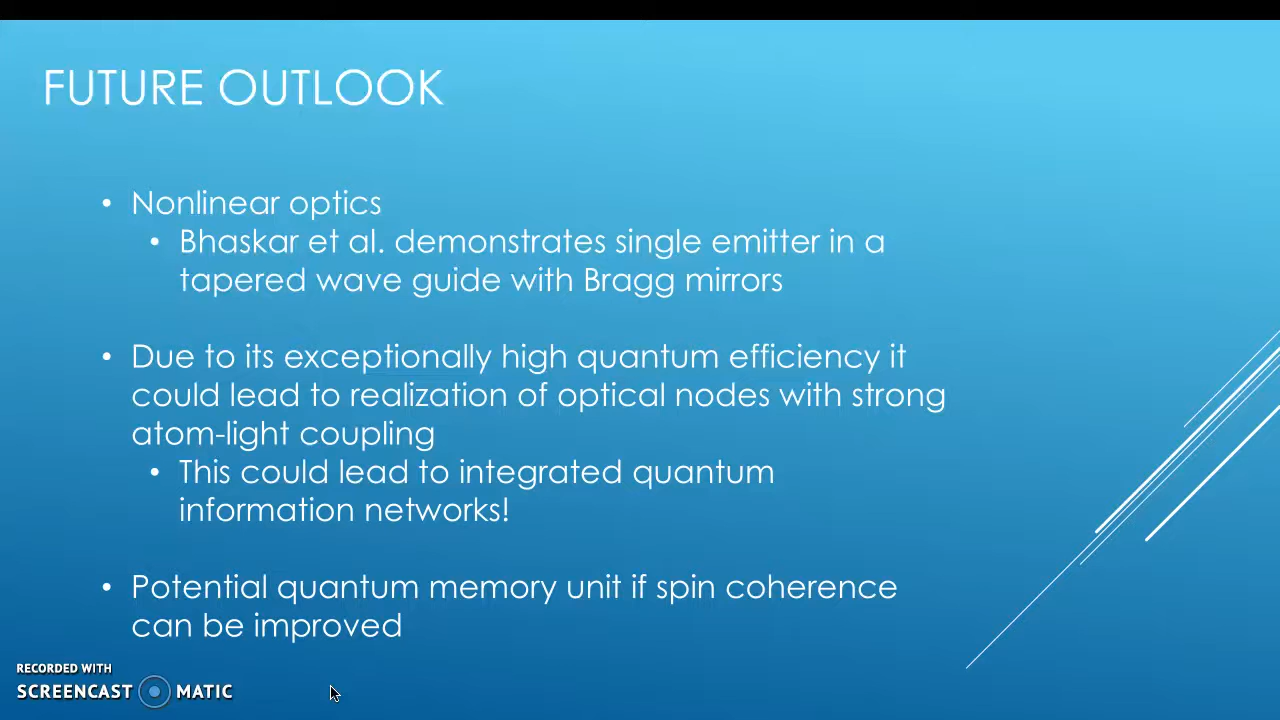 FUTURE OUTLOOK
• Nonlinear optics
• Bhaskar et al. demonstrates single emitter in a
tapered wave guide with Bragg mirrors
• Due to its exceptionally high quantum efficiency it
could lead to realization of optical nodes with strong
atom-light coupling
• This could lead to integrated quantum
information networks!
• Potential quantum memory unit if spin coherence
can be improved
RECORDED WITH
SCREENCAST MATIC